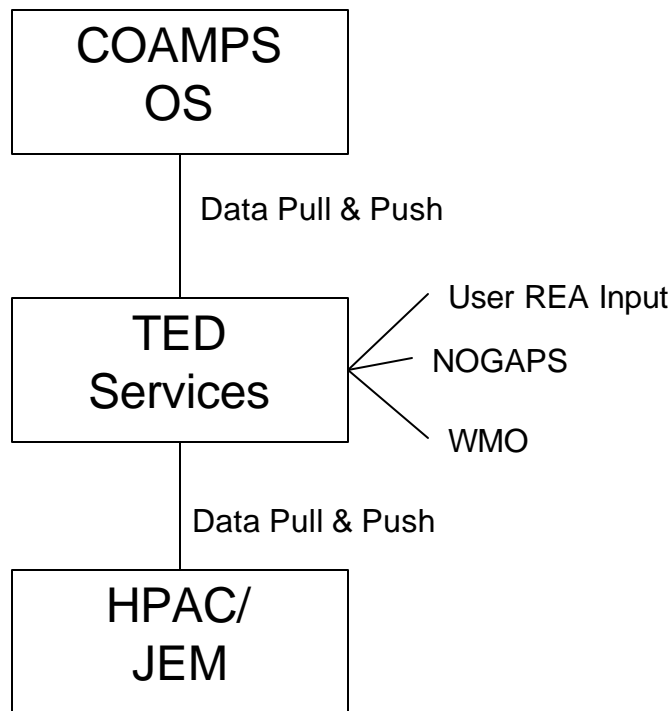 COAMPS
OS
Data Pull & Push
User REA Input
TED
Services
NOGAPS
WMO
Data Pull & Push
HPAC/
JEM